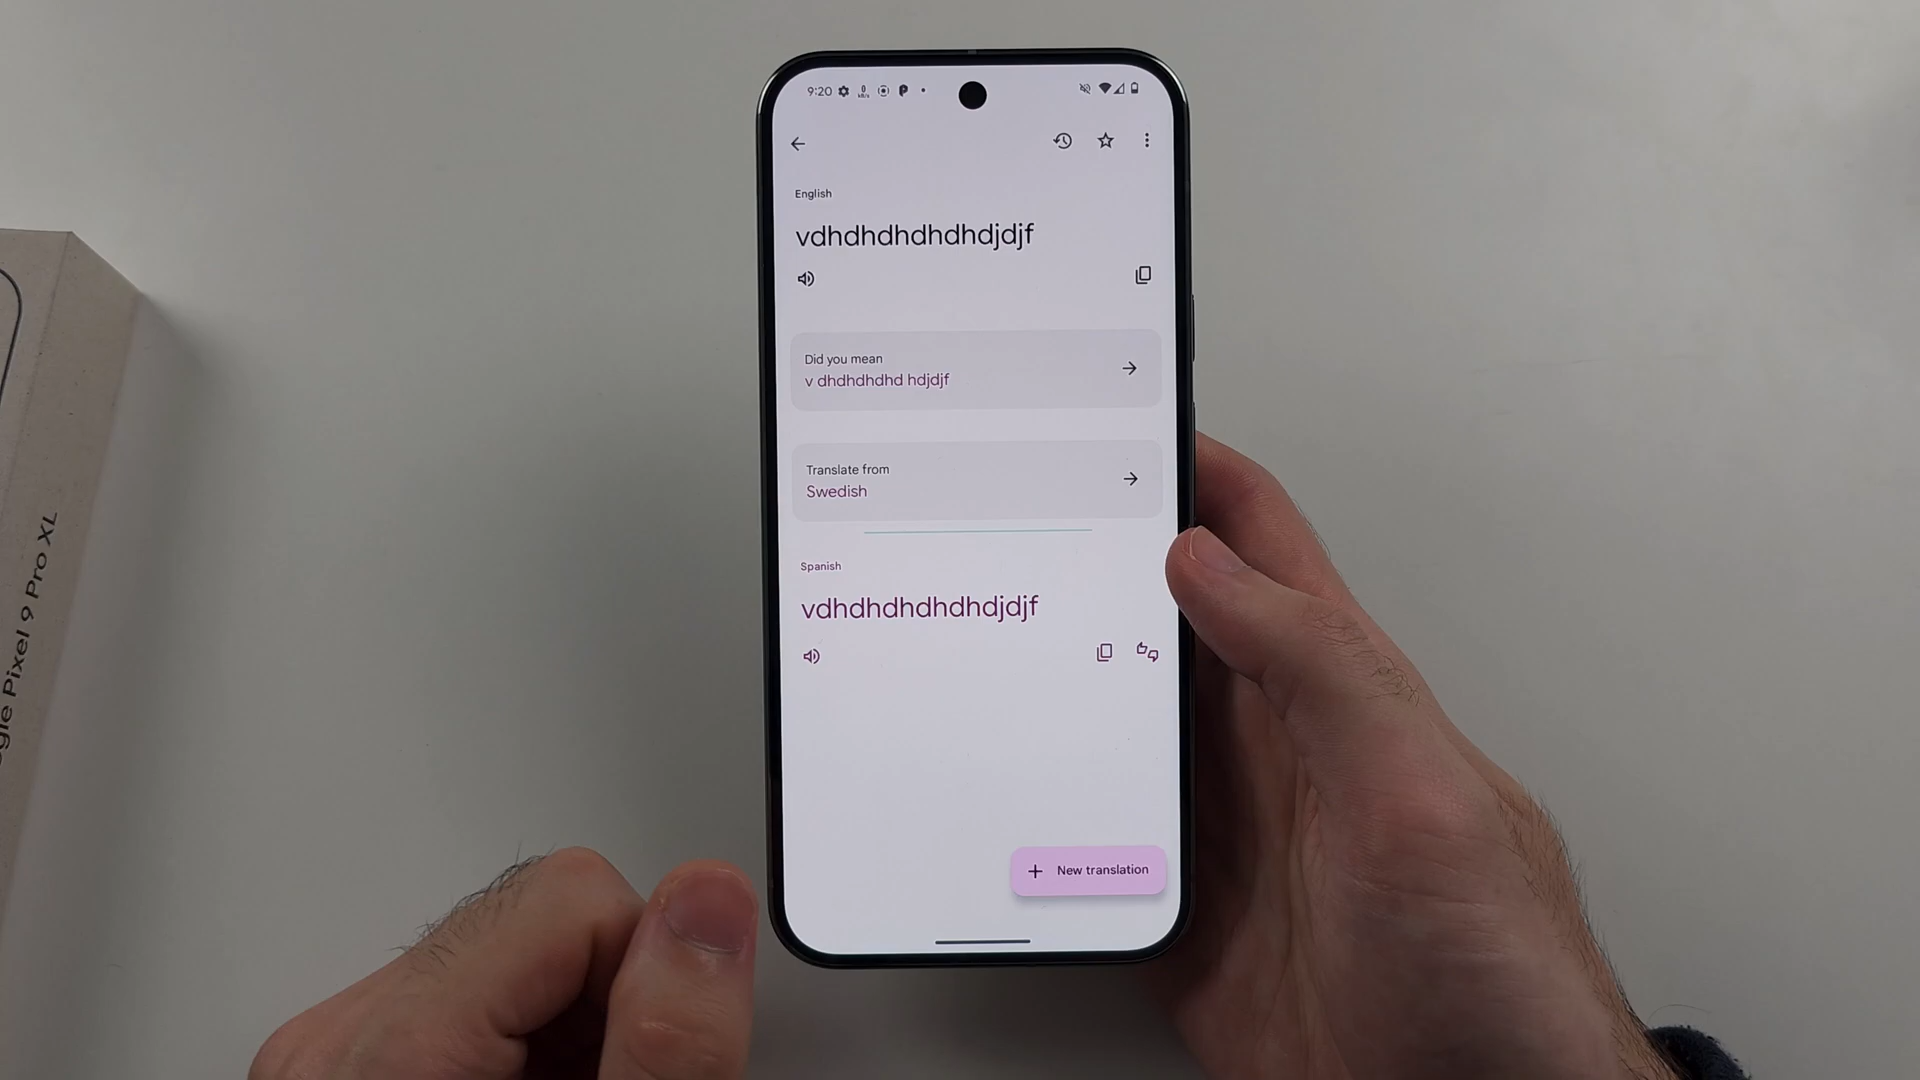 9:20
English
vdhdhdhdhdhdjdjf
Did you mean
v dhdhdhdhd hdjdjf
Translate from
Swedish
Spanish
vdhdhdhdhdhdjdjf
New translation
gle Pixel 9 Pro XL